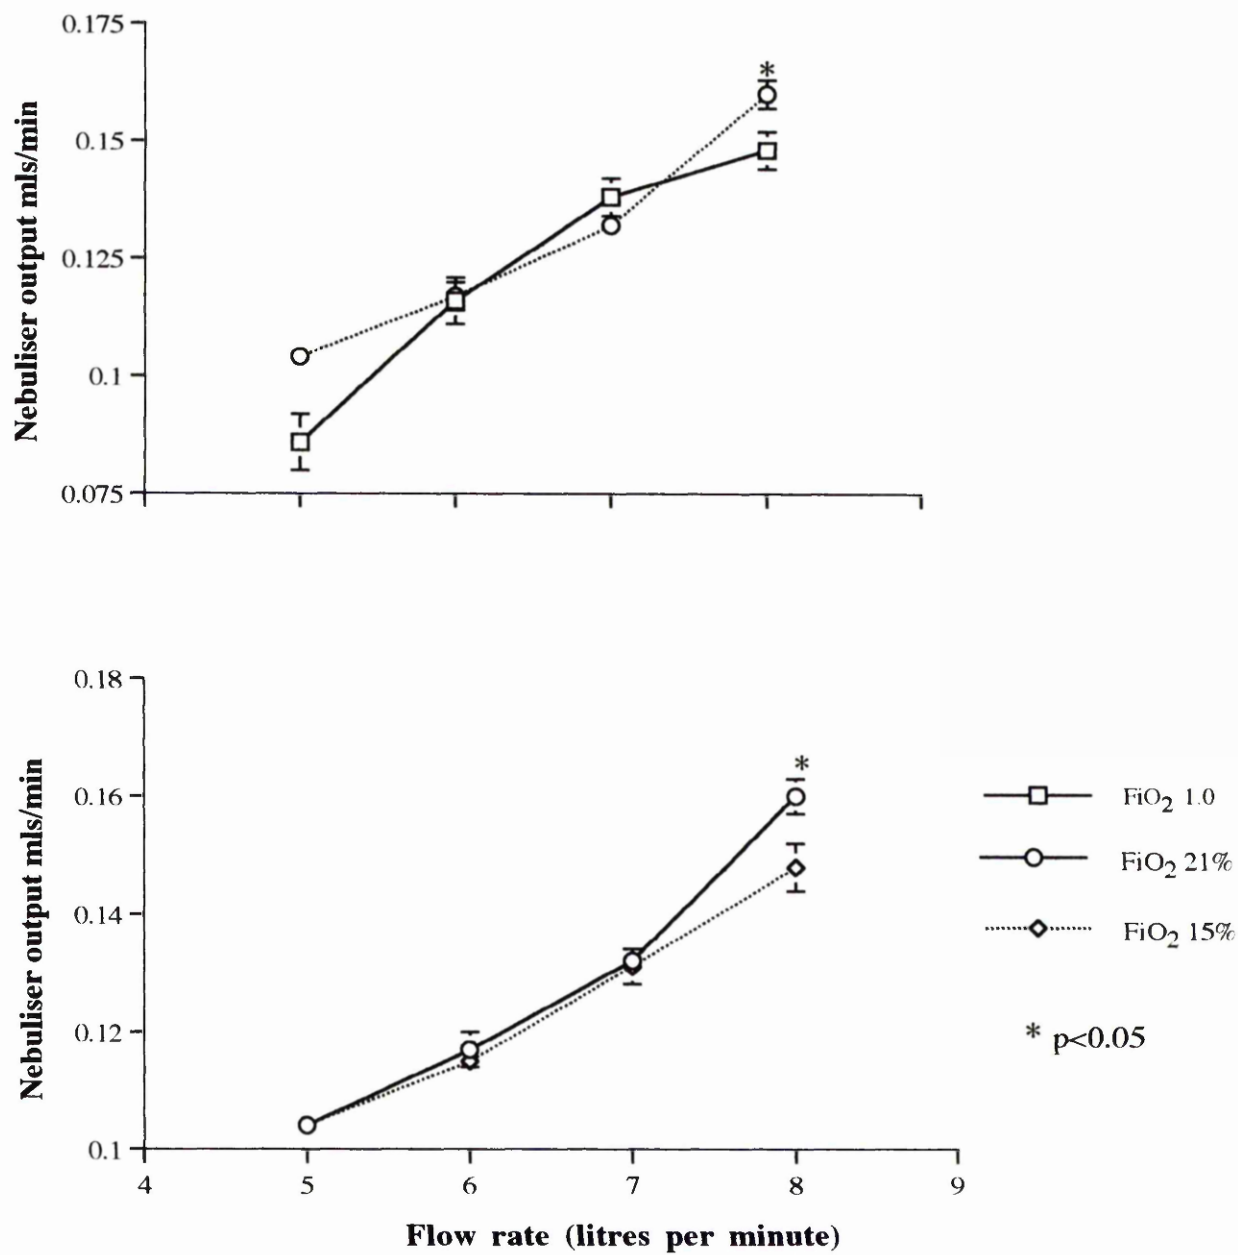 0.175
*
Nebuliser output mls/min
0.15
0.125
0.1
0.075
0.18
*
Nebuliser output mls/min
0.16
0.14
0.12
0.1
4 5 6 7 8 9
Flow rate (litres per minute)
FiO2 1.0
FiO2 21%
FiO2 15%
* p<0.05